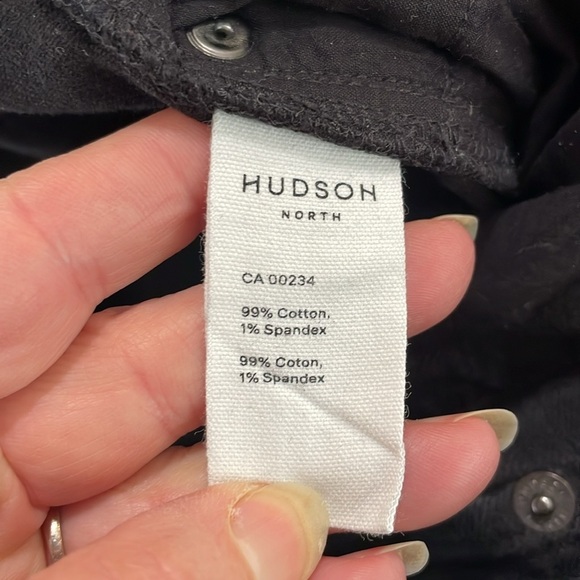 HUDSON
NORTH
CA 00234
99% Cotton,
1% Spandex
99% Coton,
1% Spandex